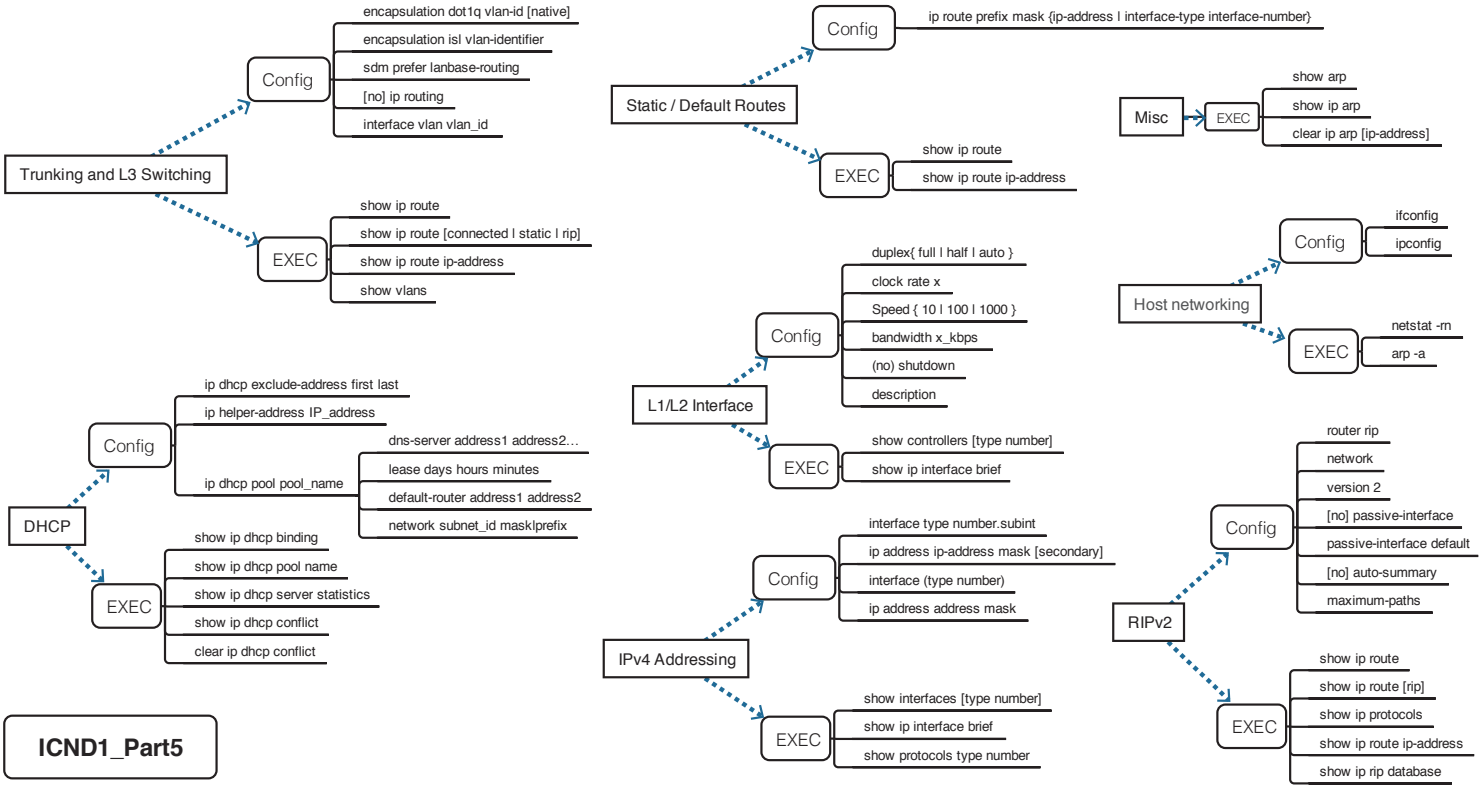 encapsulation dot1q vlan-id [native]
encapsulation isl vlan-identifier
sdm prefer lanbase-routing
[no] ip routing
interface vlan vlan_id
Config
Trunking and L3 Switching
EXEC
show ip route
show ip route [connected | static | rip]
show ip route ip-address
show vlans
ip route prefix mask {ip-address | interface-type interface-number}
Config
Static / Default Routes
EXEC
show ip route
show ip route ip-address
Misc
EXEC
show arp
show ip arp
clear ip arp [ip-address]
Config
ifconfig
ipconfig
Host networking
EXEC
netstat -rn
arp -a
duplex{ full | half | auto }
clock rate x
Speed { 10 | 100 | 1000 }
bandwidth x_kbps
(no) shutdown
description
Config
L1/L2 Interface
EXEC
show controllers [type number]
show ip interface brief
ip dhcp exclude-address first last
ip helper-address IP_address
Config
ip dhcp pool pool_name
dns-server address1 address2…
lease days hours minutes
default-router address1 address2
network subnet_id mask|prefix
DHCP
EXEC
show ip dhcp binding
show ip dhcp pool name
show ip dhcp server statistics
show ip dhcp conflict
clear ip dhcp conflict
interface type number.subint
ip address ip-address mask [secondary]
interface (type number)
ip address address mask
Config
IPv4 Addressing
EXEC
show interfaces [type number]
show ip interface brief
show protocols type number
router rip
network
version 2
[no] passive-interface
passive-interface default
[no] auto-summary
maximum-paths
Config
RIPv2
EXEC
show ip route
show ip route [rip]
show ip protocols
show ip route ip-address
show ip rip database
ICND1_Part5